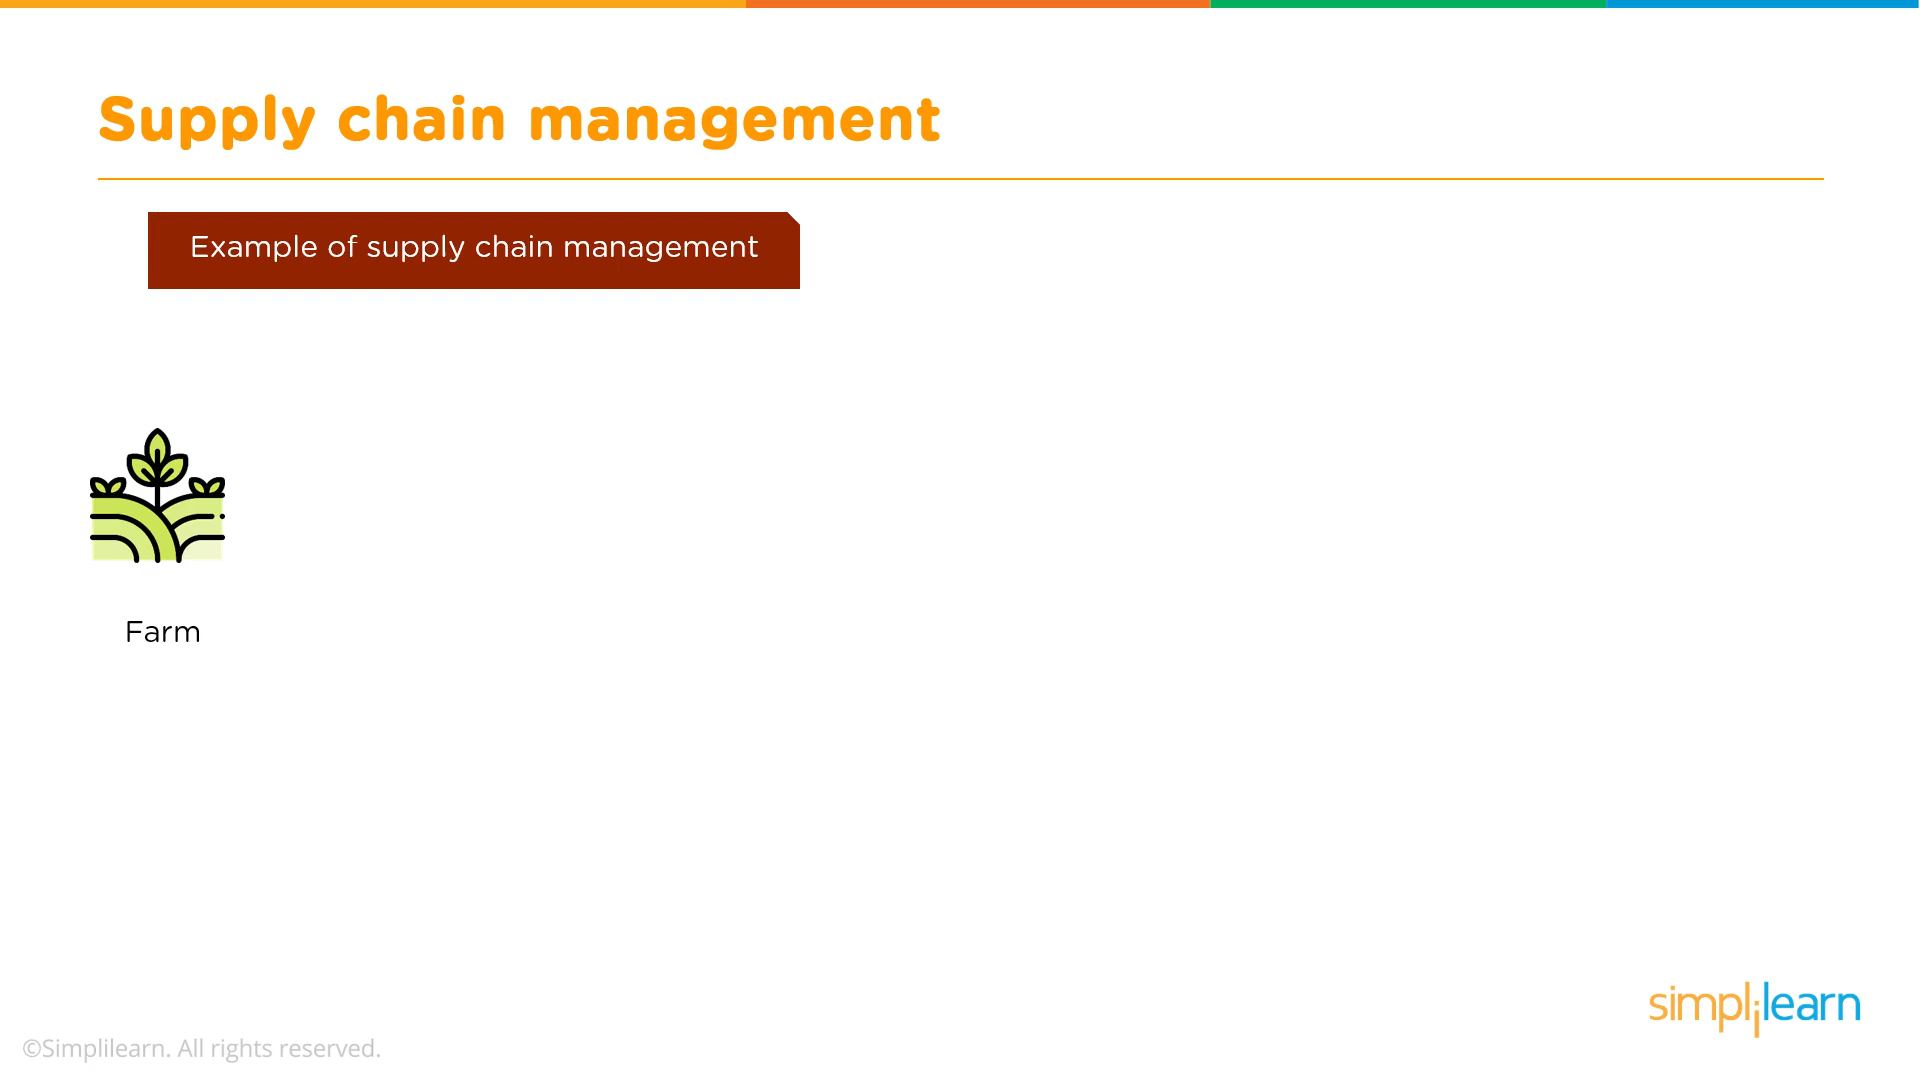 Supply chain management
Example of supply chain management
Farm
simplilearn
©Simplilearn. All rights reserved.